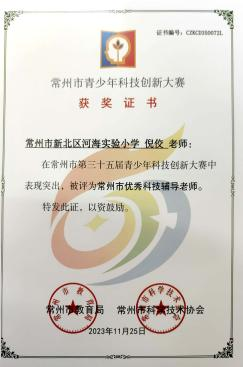 证书编号：CZKCX350072L
常州市青少年科技创新大赛
获奖证书
常州市新北区河海实验小学 倪佼 老师：
在常州市第三十五届青少年科技创新大赛中
表现突出，被评为常州市优秀科技辅导老师。
特发此证，以资鼓励。
常州市教育局 常州市科学技术协会
2023年11月25日